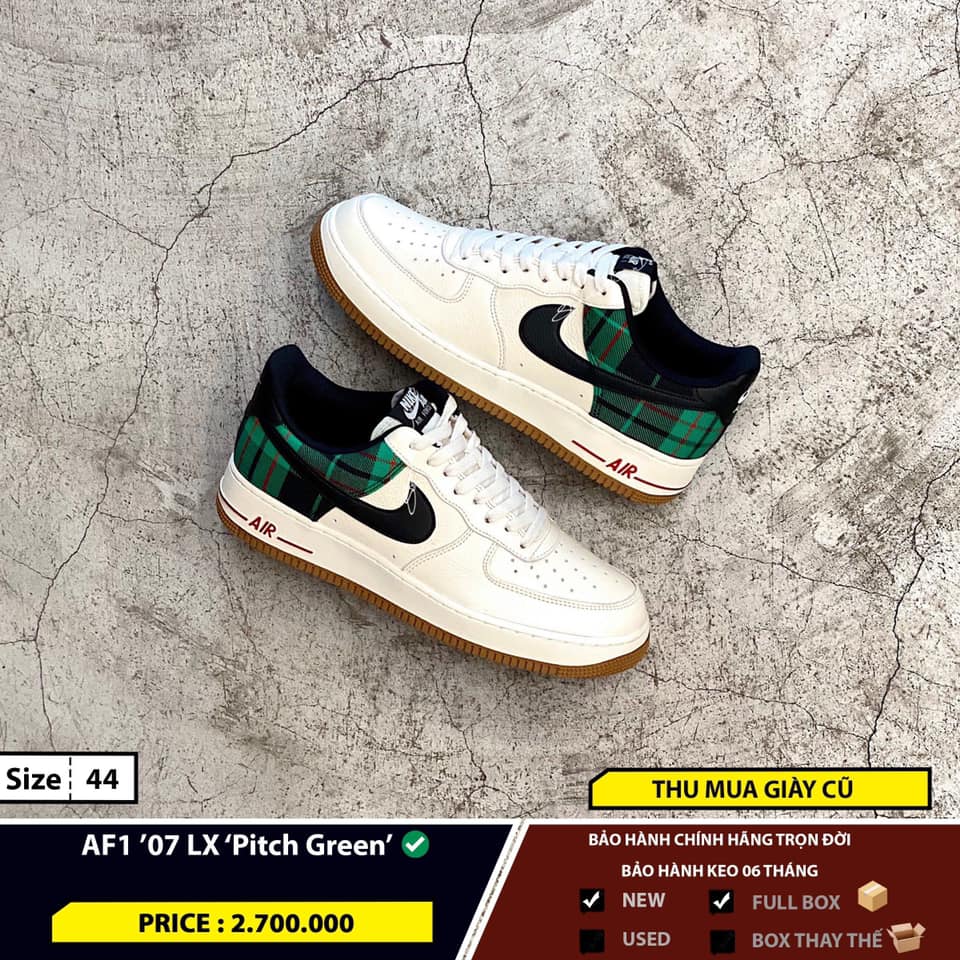 NIKE
AIR
AIR
Size 44
THU MUA GIÀY CŨ
AF1 ’07 LX ‘Pitch Green’
PRICE : 2.700.000
BẢO HÀNH CHÍNH HÃNG TRỌN ĐỜI
BẢO HÀNH KEO 06 THÁNG
NEW
FULL BOX
USED
BOX THAY THẾ